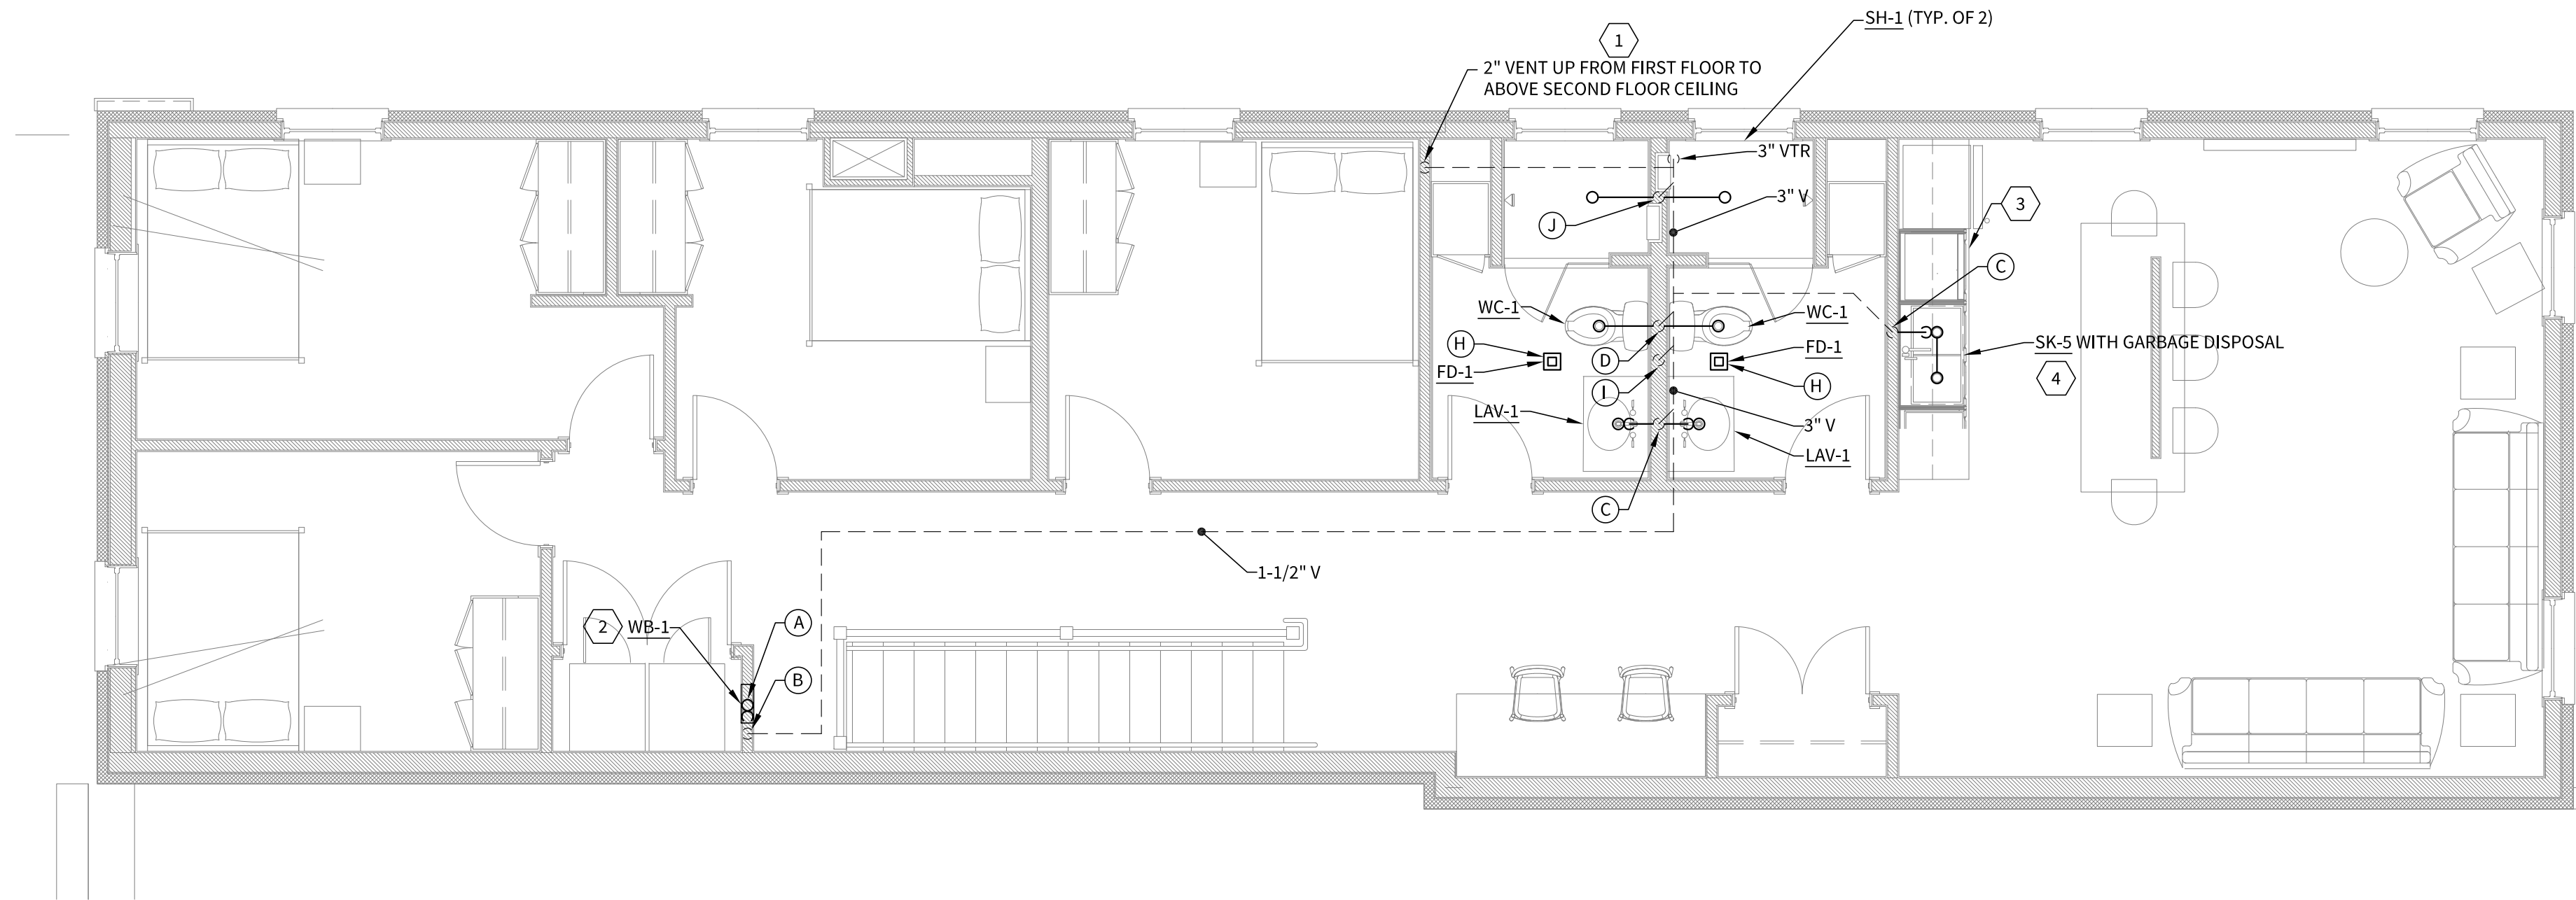 SH-1 (TYP. OF 2)
1
2" VENT UP FROM FIRST FLOOR TO
ABOVE SECOND FLOOR CEILING
3" VTR
3" V
J
3
C
WC-1
WC-1
H
FD-1
D
FD-1
I
H
SK-5 WITH GARBAGE DISPOSAL
4
LAV-1
3" V
LAV-1
C
1-1/2" V
2
WB-1
A
B